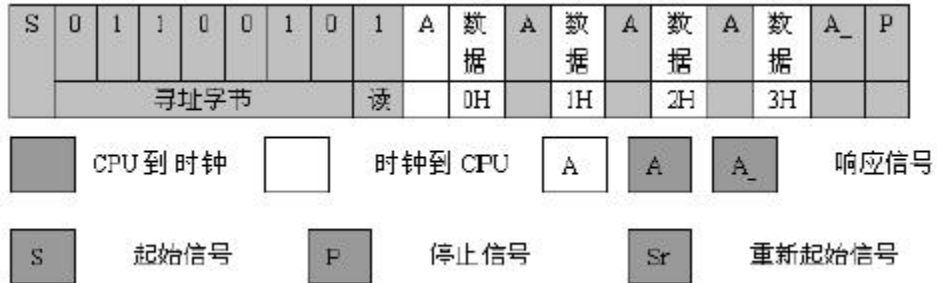 S 0 1 1 0 0 1 0 1 A 数据 A 数据 A 数据 A 数据 A_ P
寻址字节 读 0H 1H 2H 3H
CPU到时钟 时钟到CPU A A A_ 响应信号
S 起始信号 P 停止信号 Sr 重新起始信号